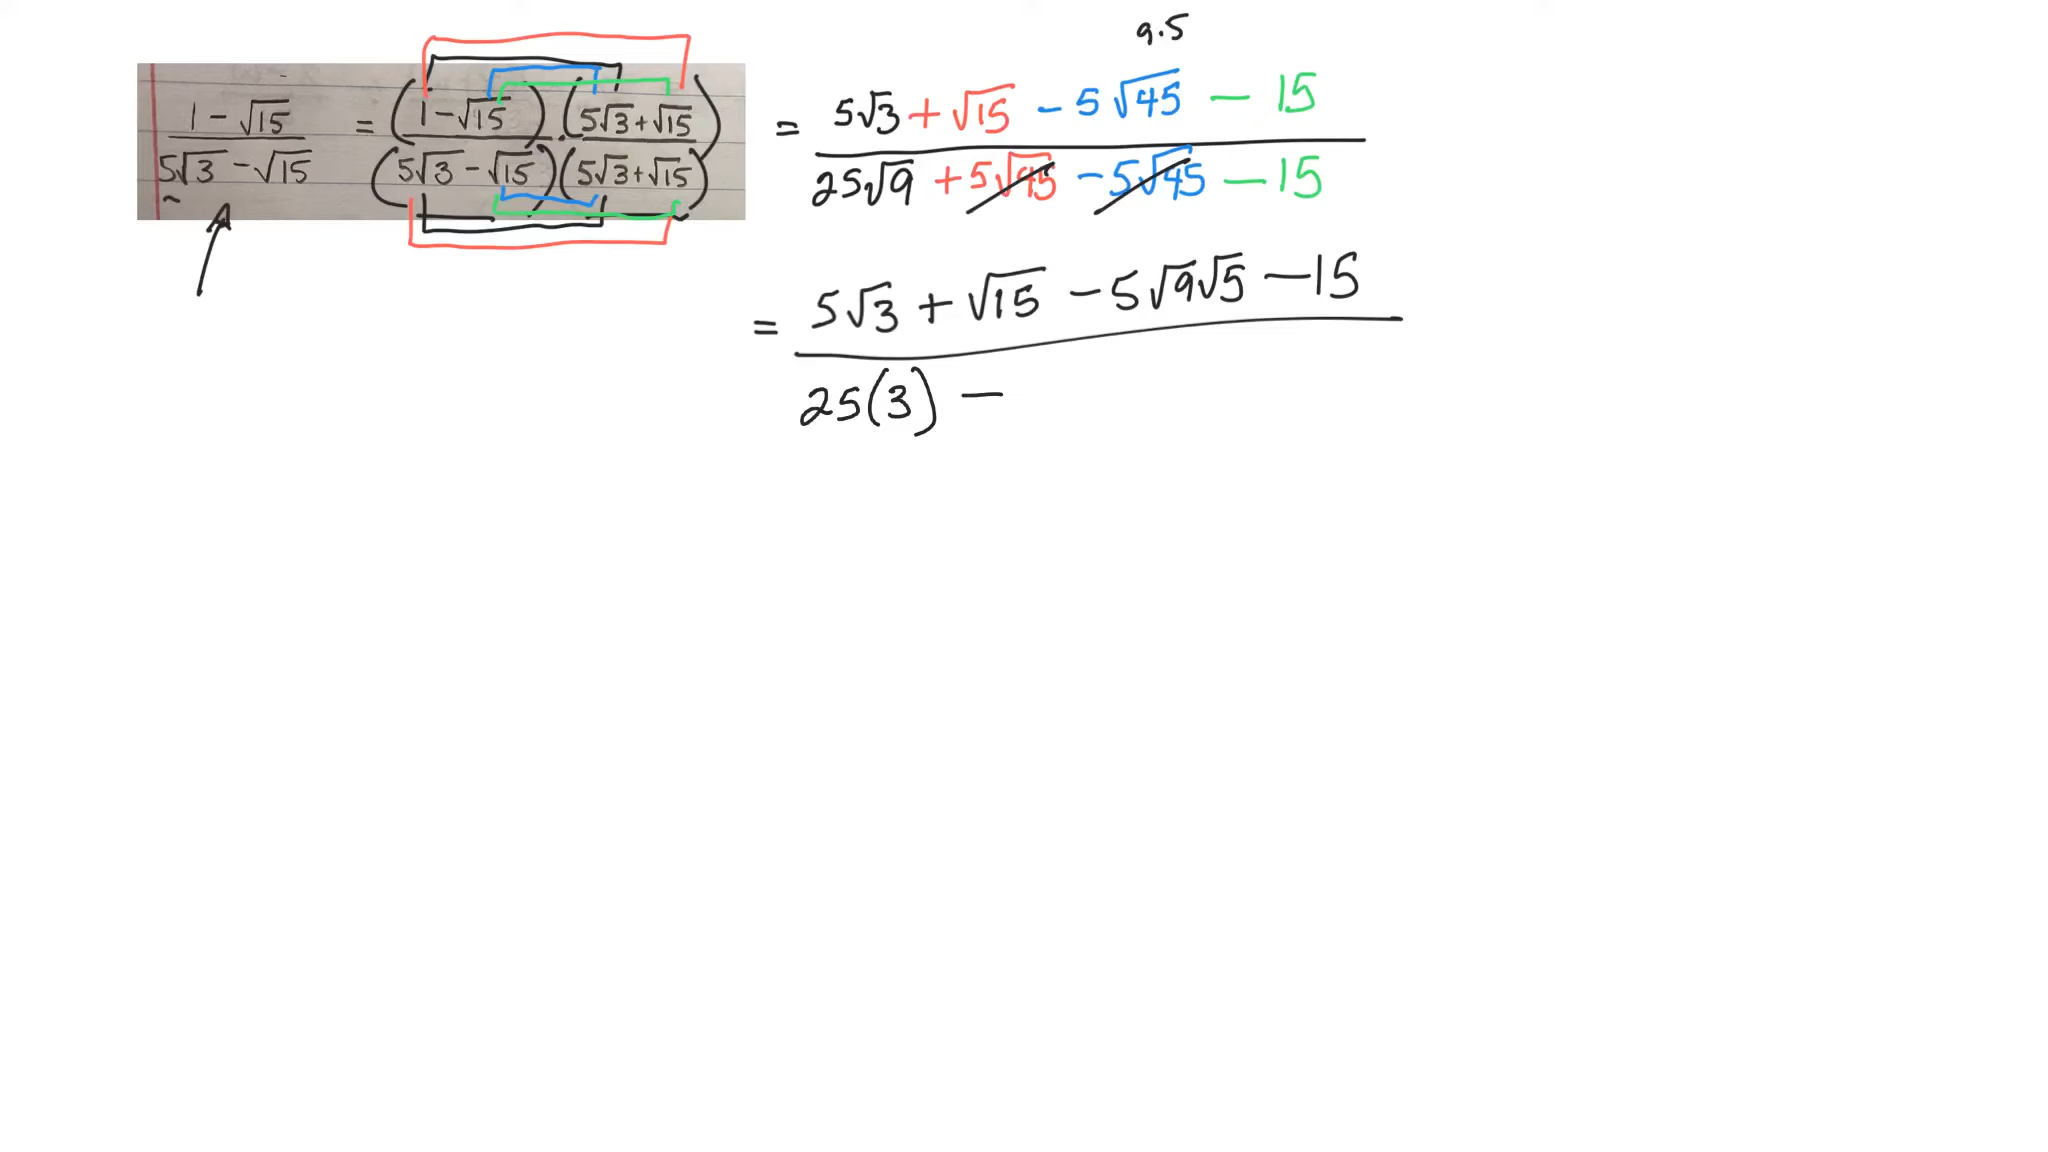 9.5
1 - √15 / 5√3 - √15 = (1 - √15) · (5√3 + √15) / (5√3 - √15)(5√3 + √15) = 5√3 + √15 - 5√45 - 15 / 25√9 + 5√45 - 5√45 - 15
= 5√3 + √15 - 5√9√5 - 15 / 25(3) -